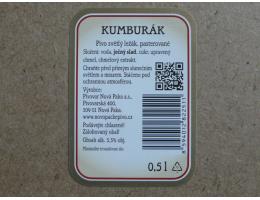 KUMBURÁK
Pivo světlý ležák, pasterované
Složení: voda, ječný slad, cukr, upravený
chmel, chmelový extrakt.
Chraňte před přímým slunečním
světlem a mrazem. Stáčeno pod
ochrannou atmosférou.
Výrobce:
Pivovar Nová Paka a.s.
Pivovarská 400,
509 01 Nová Paka
www.novopackepivo.cz
Podávejte chlazené!
Zálohovaný obal!
Obsah alk. 5,5% obj.
0,5 l